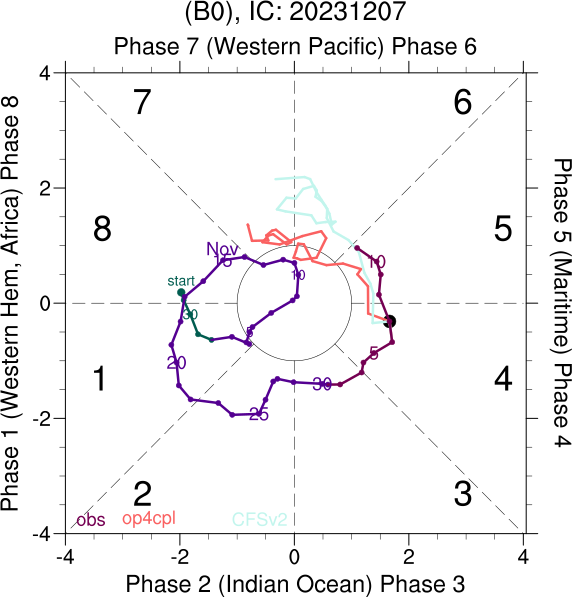 (B0), IC: 20231207
Phase 7 (Western Pacific) Phase 6
Phase 1 (Western Hem, Africa) Phase 8
Phase 5 (Maritime) Phase 4
4
2
0
-2
-4
7
6
8
5
1
4
2
3
Nov
15
start
30
10
10
5
5
20
25
30
obs
op4cpl
CFSv2
-4
-2
0
2
4
Phase 2 (Indian Ocean) Phase 3